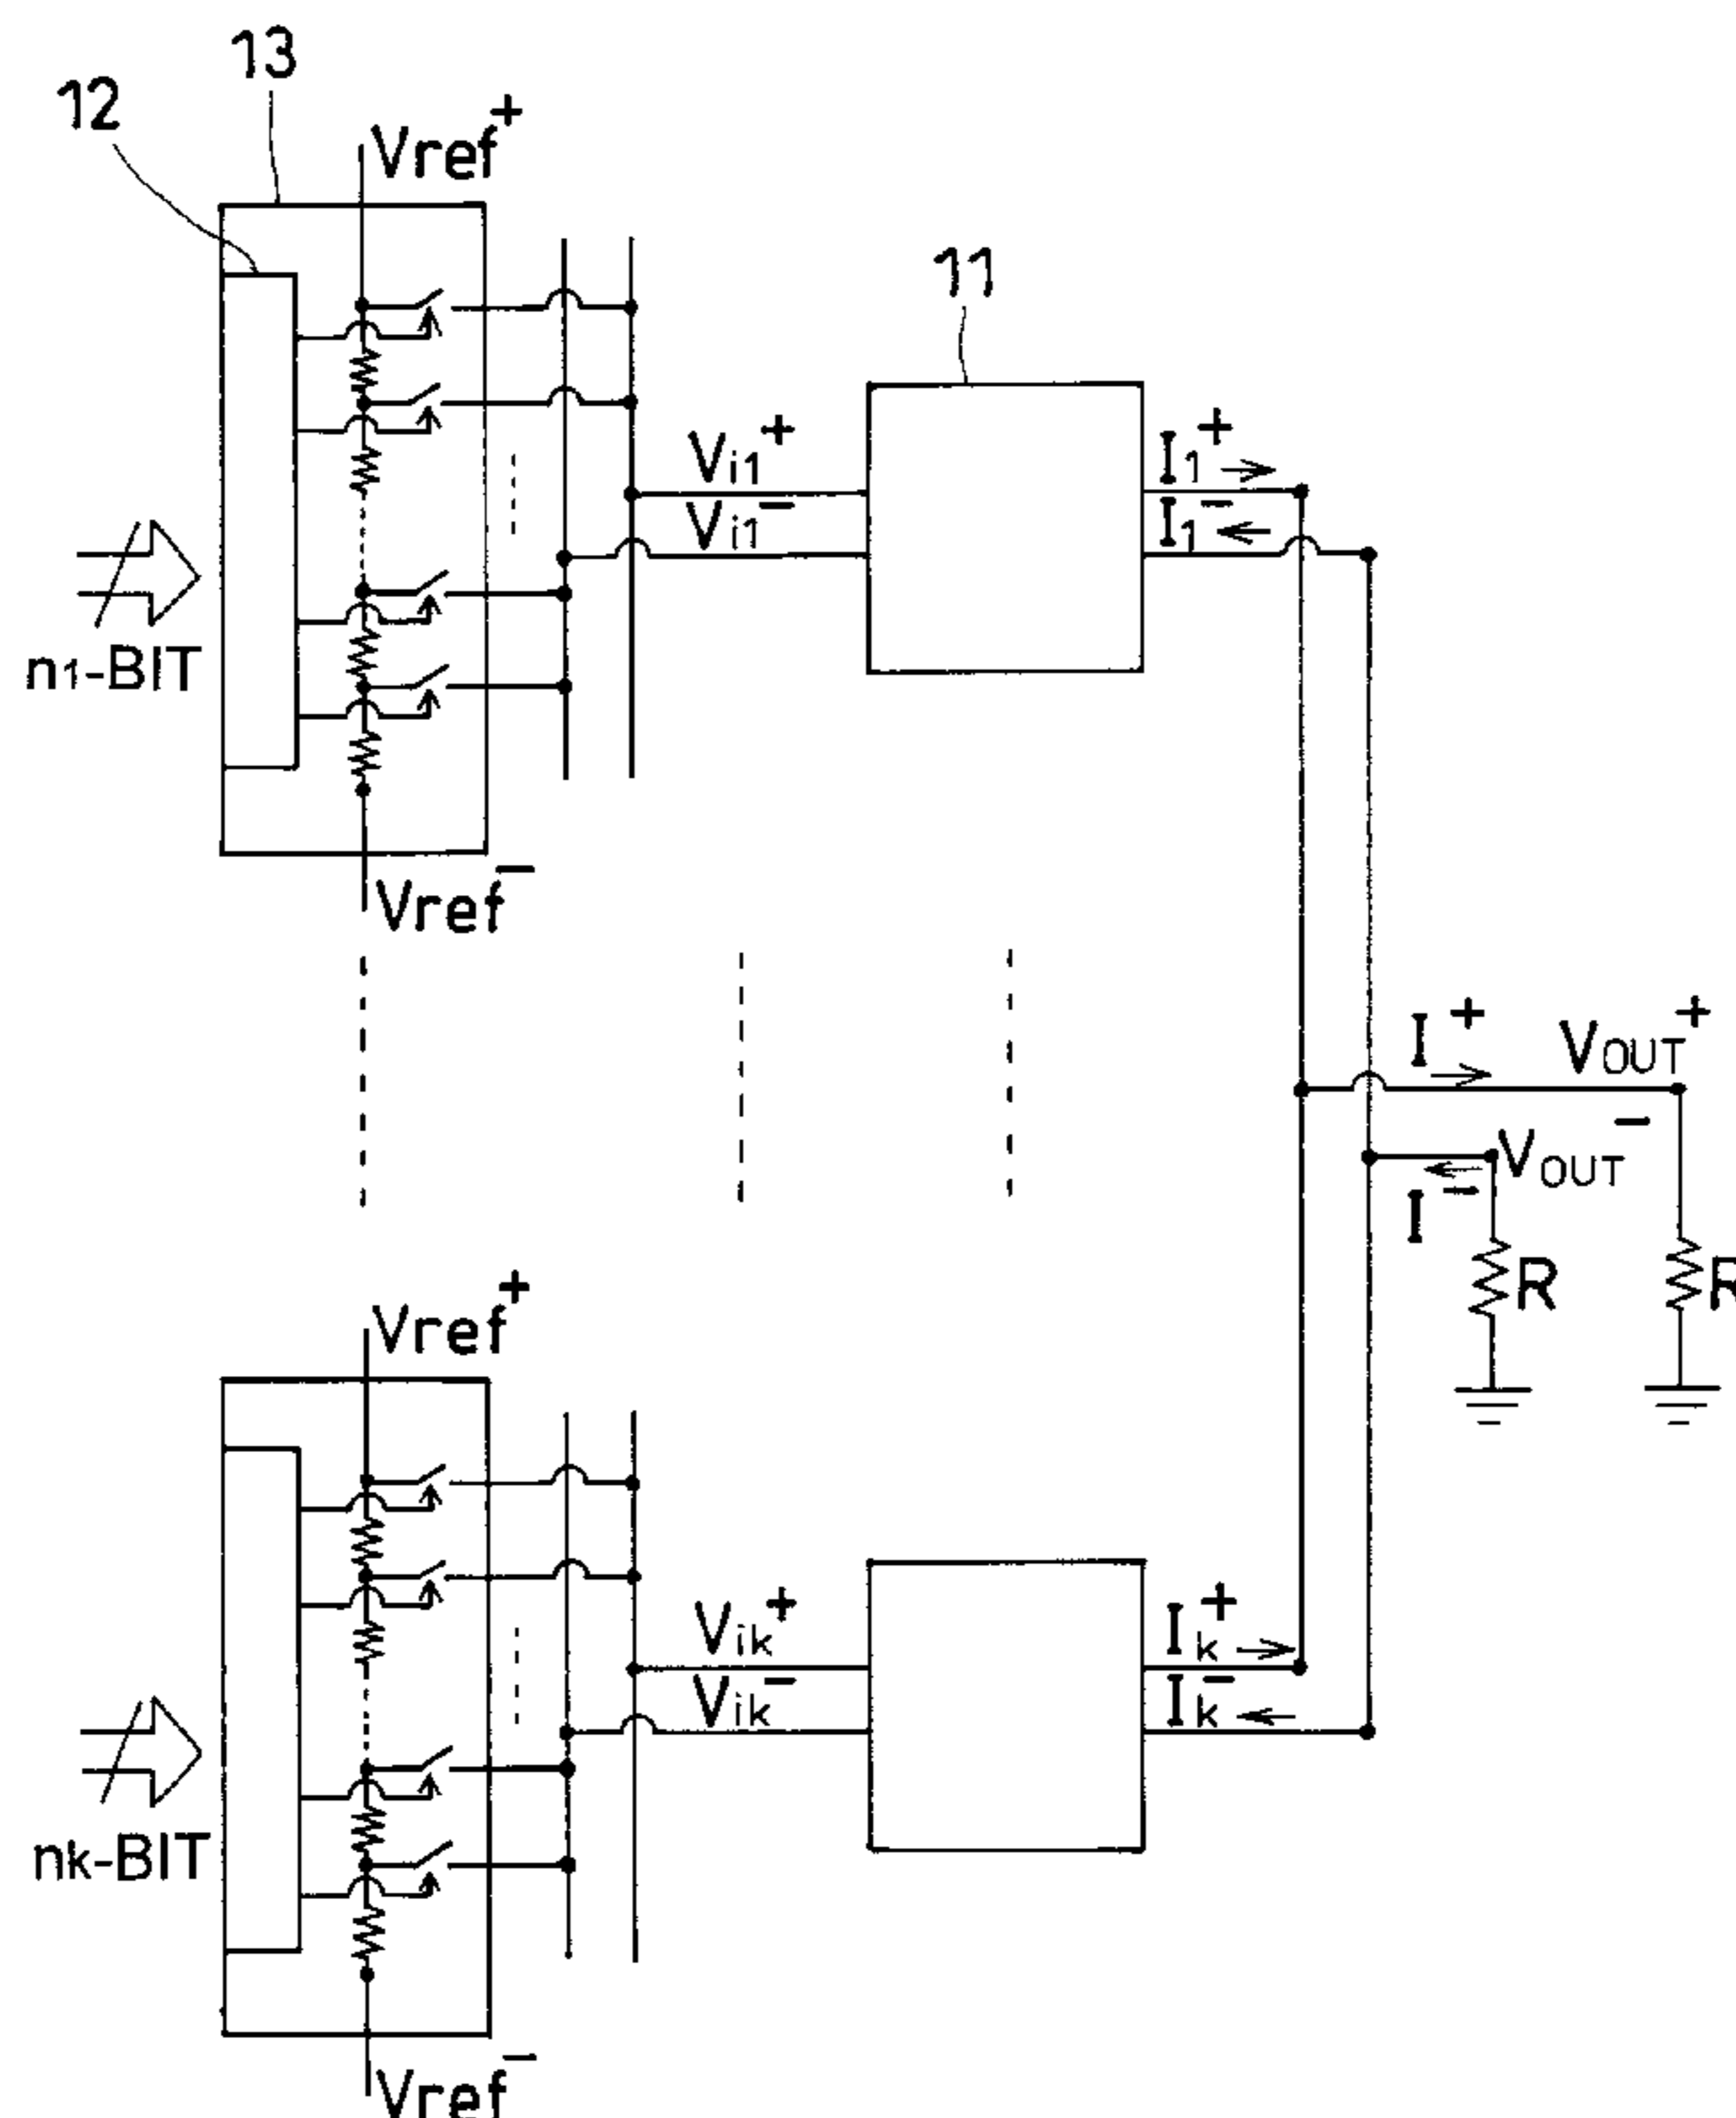 13
12
Vref+
11
Vi1+
Vi1-
I1+
I1-
n1-BIT
Vref-
I+
VOUT+
VOUT-
I-
R
R
Vref+
Vik+
Vik-
Ik+
Ik-
nk-BIT
Vref-